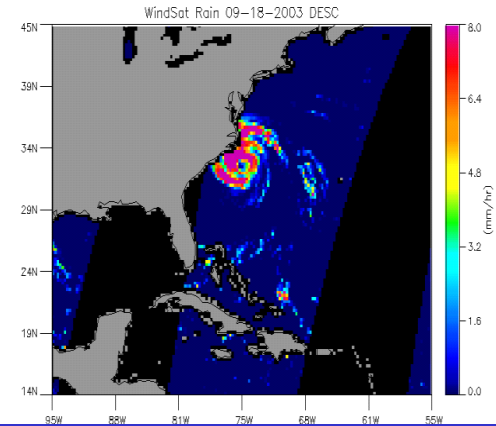 WindSat Rain 09-18-2003 DESC
45N
39N
34N
29N
24N
19N
14N
95W 88W 81W 75W 68W 61W 55W
8.0
6.4
4.8
3.2
1.6
0.0
(mm/hr)